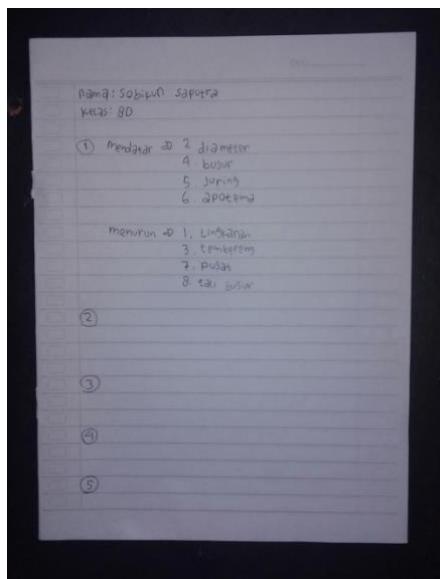 nama: Sobikun Saputra
Kelas: 8D
① mendatar => 2. diameter
4. busur
5. juring
6. apotema
menurun => 1. Lingkaran
3. tembereng
7. pusat
8. tali busur
②
③
④
⑤